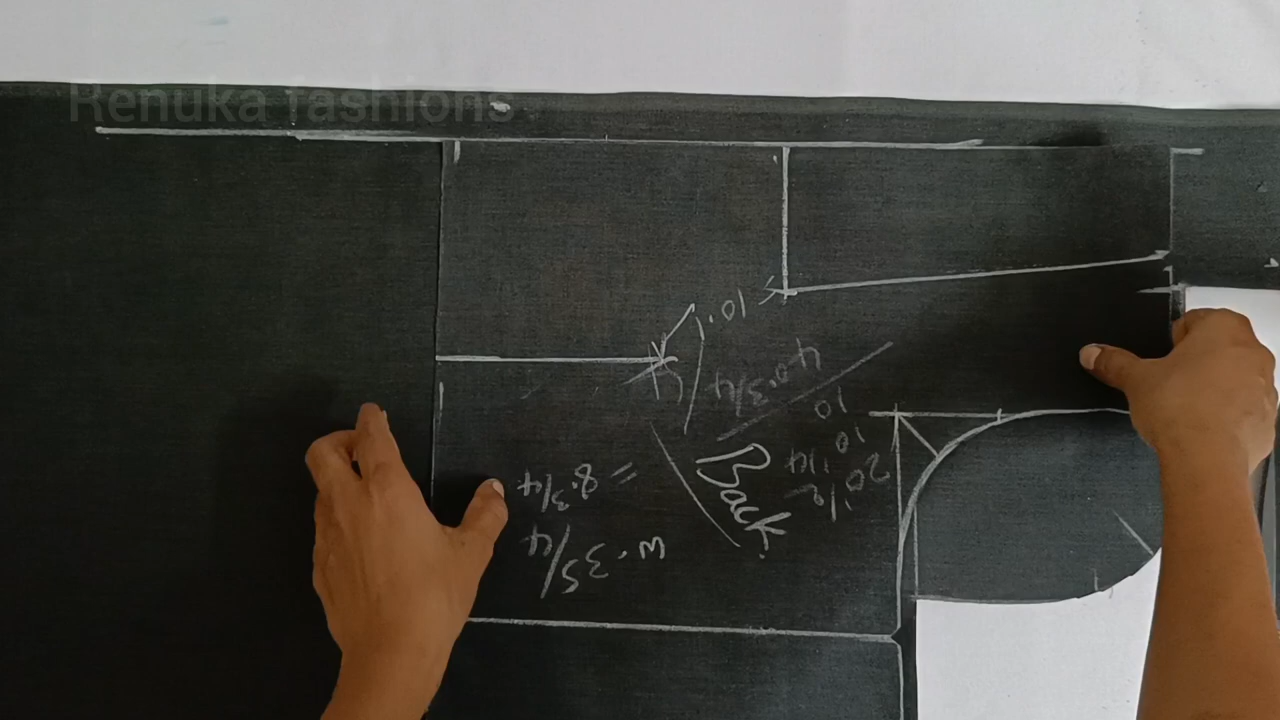 Renuka fashions
10.1
40.3/4
10
10
1/4
20 1/2
Back.
= 8.3/4
W.35/4